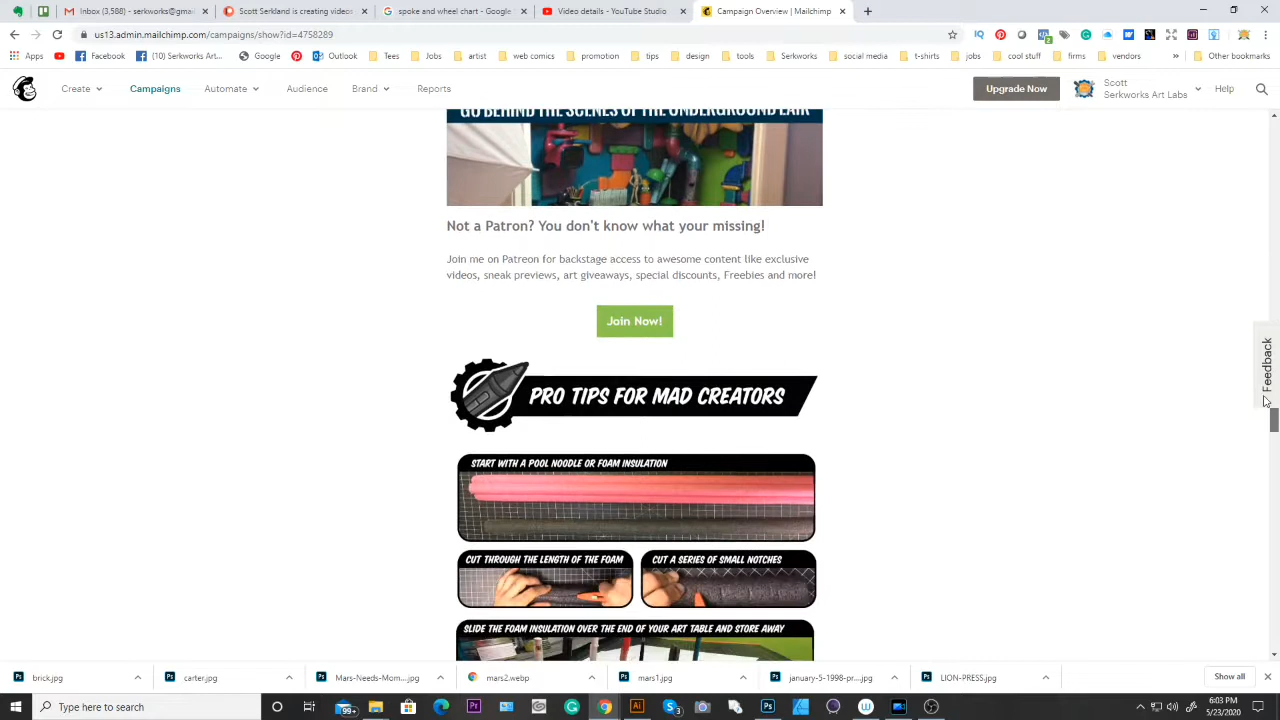 Inbox (306) - serkworks@gmai
Scott Serkland is creating videos
spoke and wheel chart - Google
Video details - YouTube Studio
Campaign Overview | Mailchimp
us13.admin.mailchimp.com/campaigns/show?id=4758289
Apps
Facebook
(10) Serkworks Art...
Google
Pinterest
Outlook
Tees
Jobs
artist
web comics
promotion
tips
design
tools
Serkworks
social media
t-shirts
jobs
cool stuff
firms
vendors
»
Other bookmarks
Create
Campaigns
Automate
Audience
Brand
Reports
Upgrade Now
Scott
Serkworks Art Labs
Help
GO BEHIND THE SCENES OF THE UNDERGROUND LAIR
Not a Patron? You don't know what your missing!
Join me on Patreon for backstage access to awesome content like exclusive
videos, sneak previews, art giveaways, special discounts, Freebies and more!
Join Now!
Feedback
PRO TIPS FOR MAD CREATORS
START WITH A POOL NOODLE OR FOAM INSULATION
CUT THROUGH THE LENGTH OF THE FOAM
CUT A SERIES OF SMALL NOTCHES
SLIDE THE FOAM INSULATION OVER THE END OF YOUR ART TABLE AND STORE AWAY
brick.jpg
carter.jpg
Mars-Needs-Mom....jpg
mars2.webp
mars1.jpg
january-5-1998-pr....jpg
LION-PRESS.jpg
Show all
Type here to search
99+
6:03 PM
5/23/2020